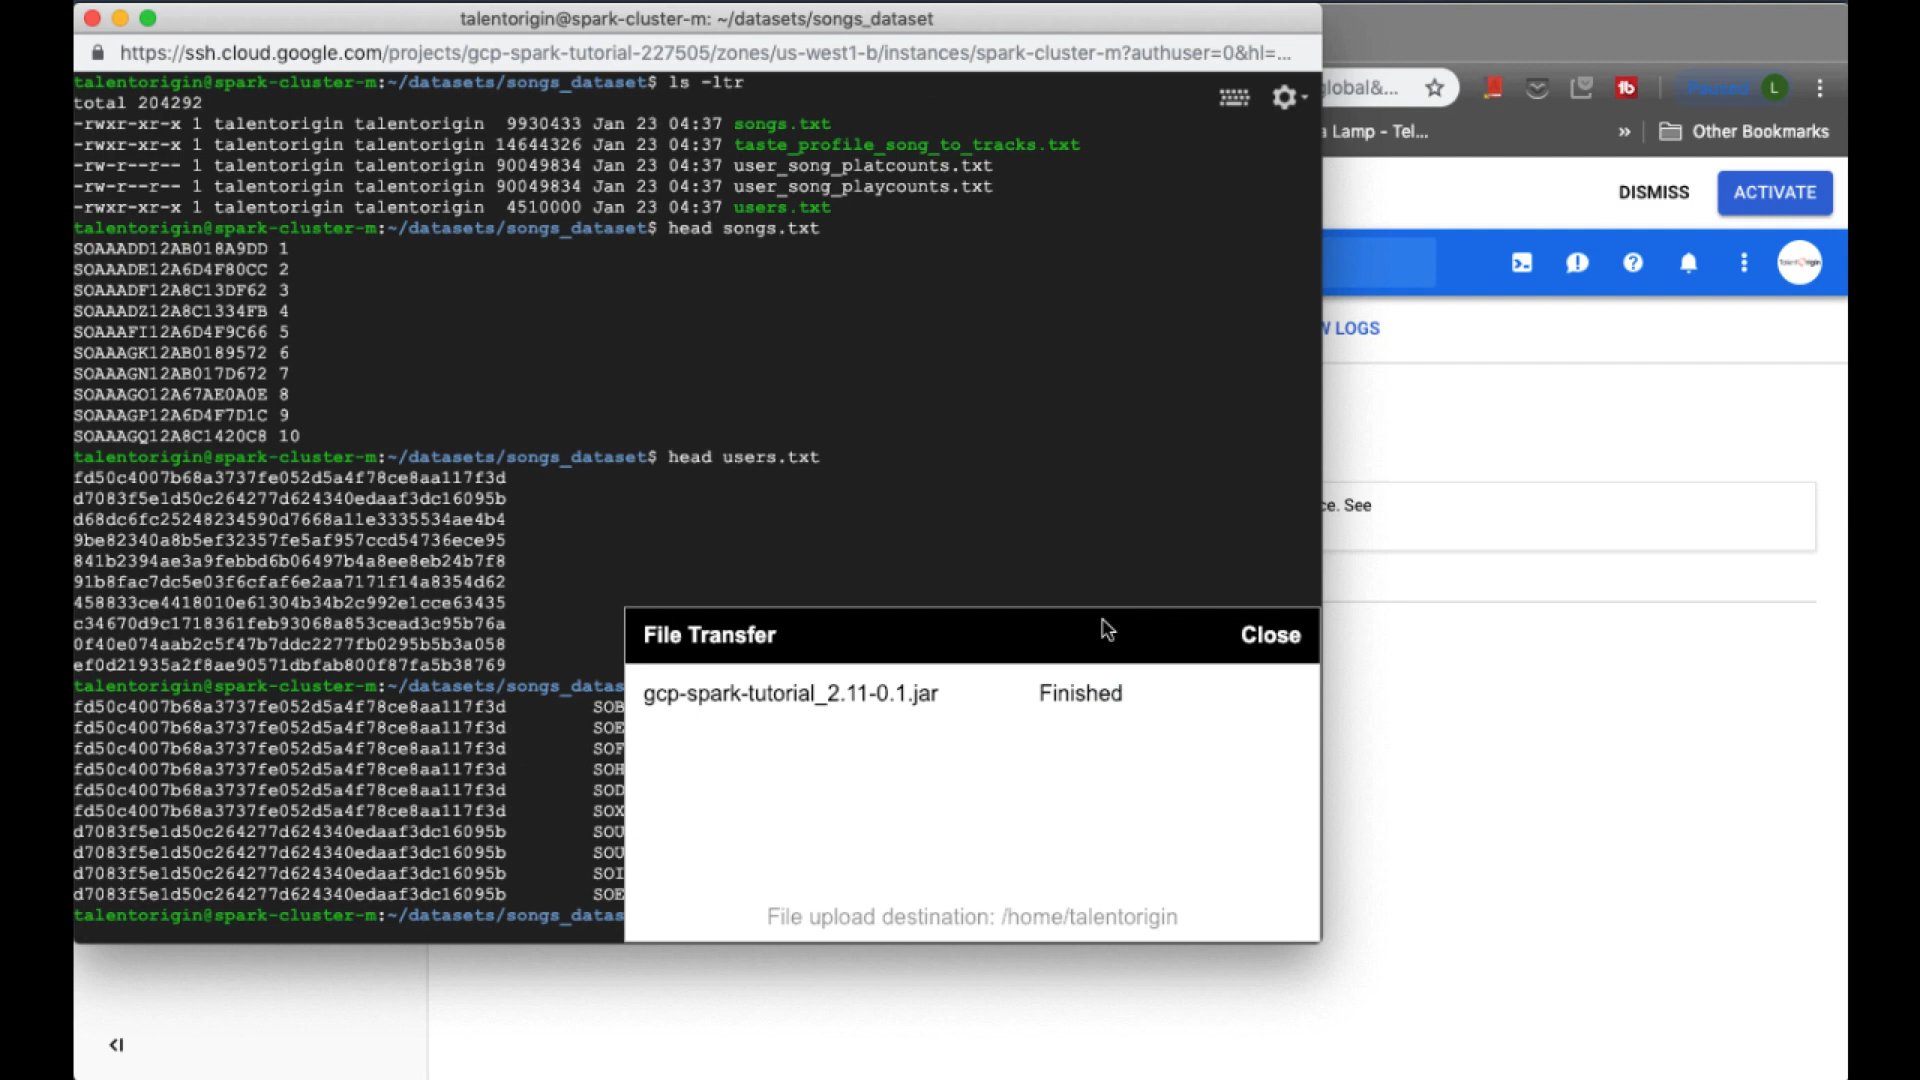 talentorigin@spark-cluster-m: ~/datasets/songs_dataset
https://ssh.cloud.google.com/projects/gcp-spark-tutorial-227505/zones/us-west1-b/instances/spark-cluster-m?authuser=0&hl=...
talentorigin@spark-cluster-m:~/datasets/songs_dataset$ ls -ltr
total 204292
-rwxr-xr-x 1 talentorigin talentorigin  9930433 Jan 23 04:37 songs.txt
-rwxr-xr-x 1 talentorigin talentorigin 14644326 Jan 23 04:37 taste_profile_song_to_tracks.txt
-rw-r--r-- 1 talentorigin talentorigin 90049834 Jan 23 04:37 user_song_platcounts.txt
-rw-r--r-- 1 talentorigin talentorigin 90049834 Jan 23 04:37 user_song_playcounts.txt
-rwxr-xr-x 1 talentorigin talentorigin  4510000 Jan 23 04:37 users.txt
talentorigin@spark-cluster-m:~/datasets/songs_dataset$ head songs.txt
SOAAADD12AB018A9DD 1
SOAAADE12A6D4F80CC 2
SOAAADF12A8C13DF62 3
SOAAADZ12A8C1334FB 4
SOAAAFI12A6D4F9C66 5
SOAAAGK12AB0189572 6
SOAAAGN12AB017D672 7
SOAAAGO12A67AE0A0E 8
SOAAAGP12A6D4F7D1C 9
SOAAAGQ12A8C1420C8 10
talentorigin@spark-cluster-m:~/datasets/songs_dataset$ head users.txt
fd50c4007b68a3737fe052d5a4f78ce8aa117f3d
d7083f5e1d50c264277d624340edaaf3dc16095b
d68dc6fc25248234590d7668a11e3335534ae4b4
9be82340a8b5ef32357fe5af957ccd54736ece95
841b2394ae3a9febbd6b06497b4a8ee8eb24b7f8
91b8fac7dc5e03f6cfaf6e2aa7171f14a8354d62
458833ce4418010e61304b34b2c992e1cce63435
c34670d9c1718361feb93068a853cead3c95b76a
0f40e074aab2c5f47b7ddc2277fb0295b5b3a058
ef0d21935a2f8ae90571dbfab800f87fa5b38769
talentorigin@spark-cluster-m:~/datasets/songs_datas
fd50c4007b68a3737fe052d5a4f78ce8aa117f3d SOB
fd50c4007b68a3737fe052d5a4f78ce8aa117f3d SOE
fd50c4007b68a3737fe052d5a4f78ce8aa117f3d SOF
fd50c4007b68a3737fe052d5a4f78ce8aa117f3d SOH
fd50c4007b68a3737fe052d5a4f78ce8aa117f3d SOD
fd50c4007b68a3737fe052d5a4f78ce8aa117f3d SOX
d7083f5e1d50c264277d624340edaaf3dc16095b SOU
d7083f5e1d50c264277d624340edaaf3dc16095b SOU
d7083f5e1d50c264277d624340edaaf3dc16095b SOI
d7083f5e1d50c264277d624340edaaf3dc16095b SOE
talentorigin@spark-cluster-m:~/datasets/songs_datas
File Transfer Close
gcp-spark-tutorial_2.11-0.1.jar Finished
File upload destination: /home/talentorigin
global&...
Paused L
a Lamp - Tel...
» Other Bookmarks
DISMISS ACTIVATE
W LOGS
ce. See